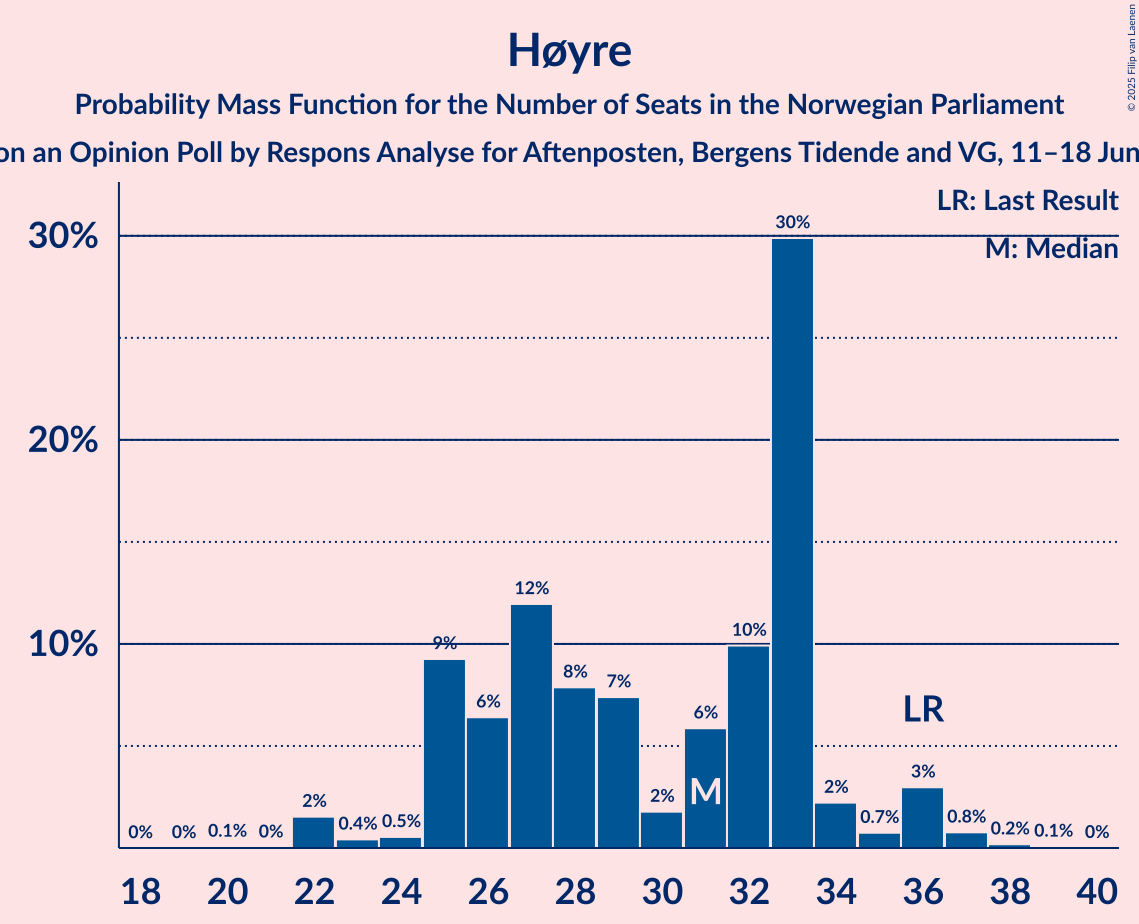 Høyre
Probability Mass Function for the Number of Seats in the Norwegian Parliament
on an Opinion Poll by Respons Analyse for Aftenposten, Bergens Tidende and VG, 11–18 Jun
© 2025 Filip van Laenen
LR: Last Result
M: Median
30%
20%
10%
0% 0% 0.1% 0% 2% 0.4% 0.5% 9% 6% 12% 8% 7% 2% 6% 10% 30% 2% 0.7% 3% 0.8% 0.2% 0.1% 0%
LR
M
18 20 22 24 26 28 30 32 34 36 38 40